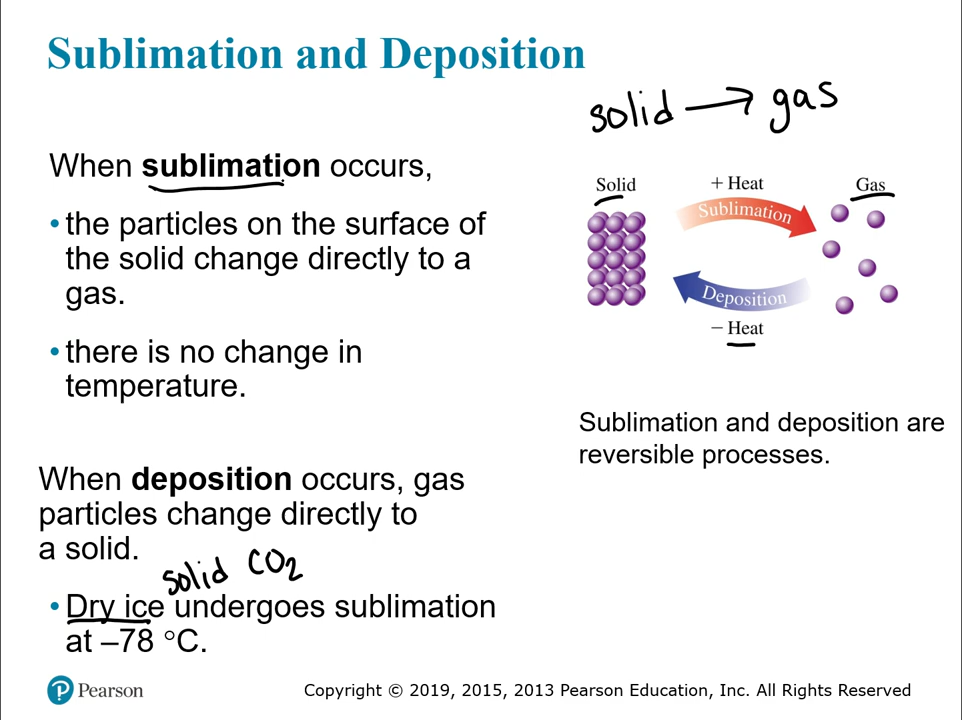 Sublimation and Deposition
solid → gas
When sublimation occurs,
• the particles on the surface of
the solid change directly to a
gas.
• there is no change in
temperature.
Solid
+ Heat
Gas
Sublimation
Deposition
− Heat
Sublimation and deposition are
reversible processes.
When deposition occurs, gas
particles change directly to
a solid.
solid CO₂
• Dry ice undergoes sublimation
at –78 °C.
P Pearson
Copyright © 2019, 2015, 2013 Pearson Education, Inc. All Rights Reserved